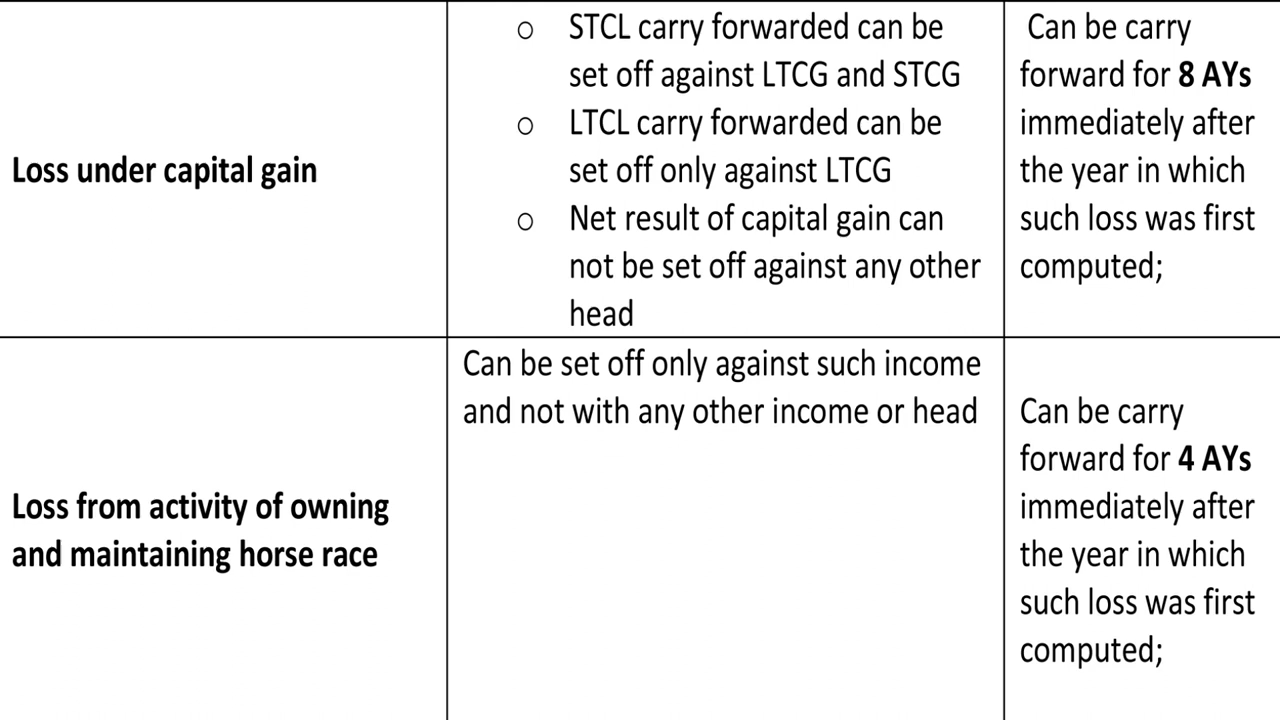 Loss under capital gain
o STCL carry forwarded can be
set off against LTCG and STCG
o LTCL carry forwarded can be
set off only against LTCG
o Net result of capital gain can
not be set off against any other
head
Can be carry
forward for 8 AYs
immediately after
the year in which
such loss was first
computed;
Loss from activity of owning
and maintaining horse race
Can be set off only against such income
and not with any other income or head
Can be carry
forward for 4 AYs
immediately after
the year in which
such loss was first
computed;